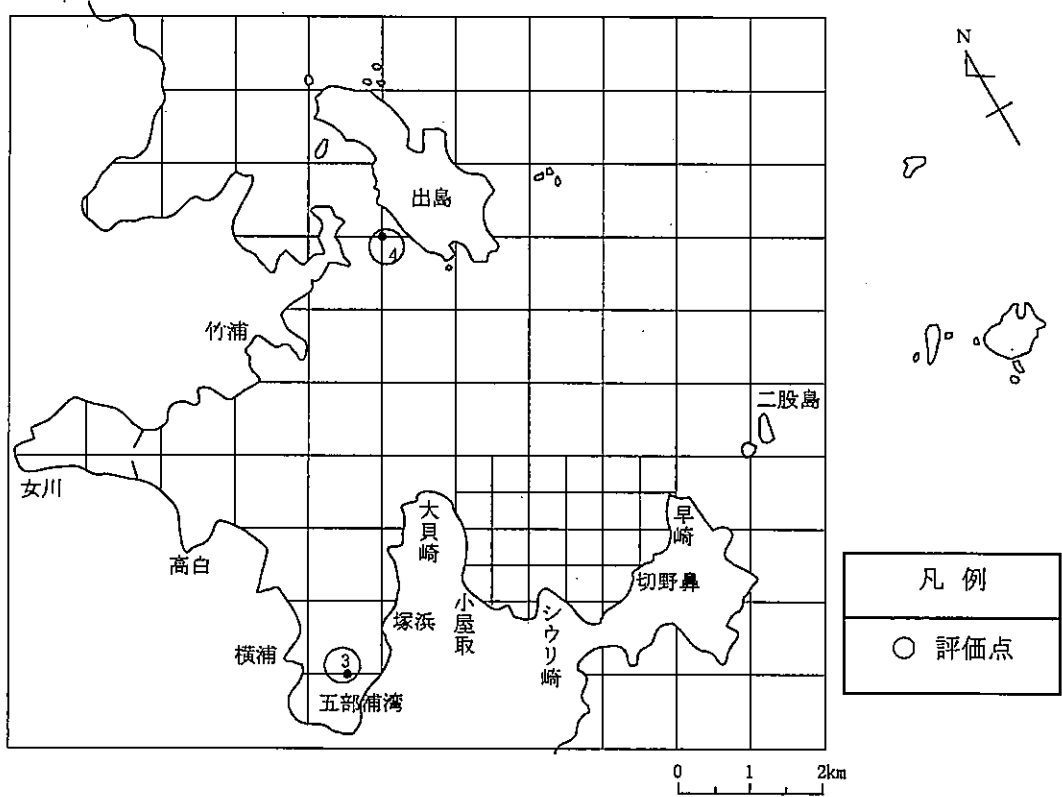 N
出島
4
竹浦
二股島
女川
大貝崎
早崎
高白
切野鼻
小屋取
塚浜
シウリ崎
横浦
3
五部浦湾
凡例
○ 評価点
0 1 2km